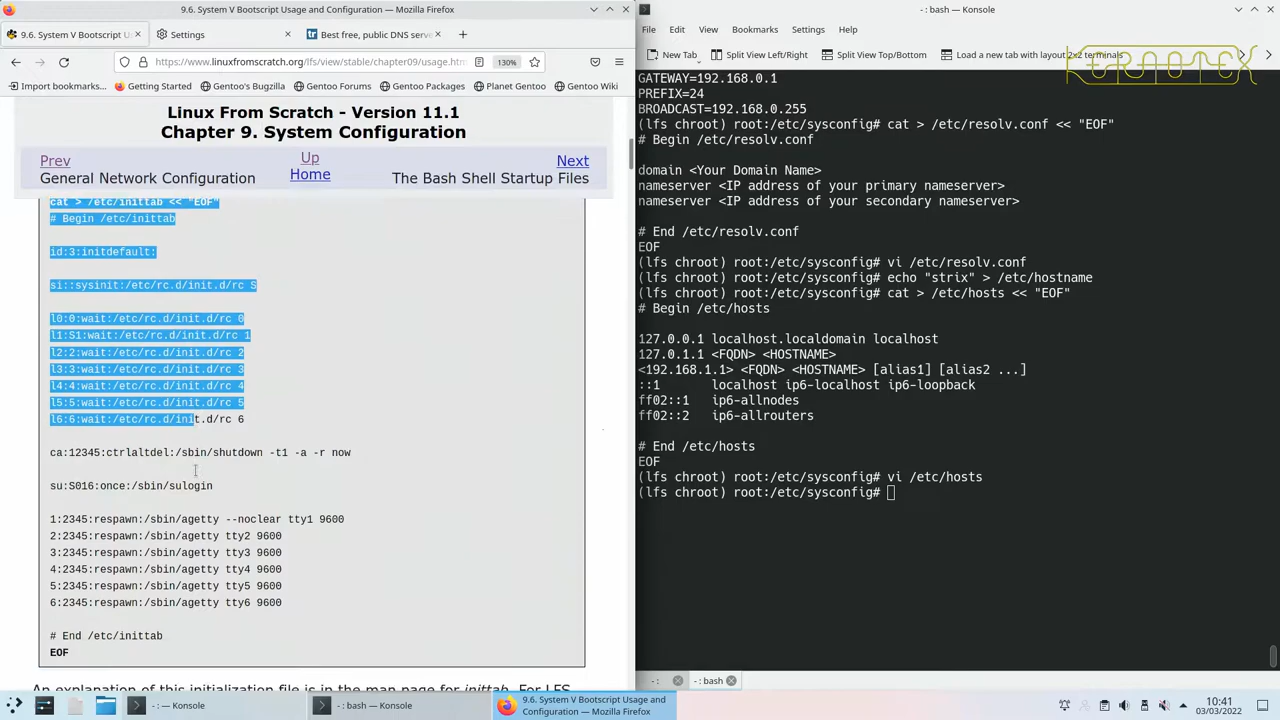 9.6. System V Bootscript Usage and Configuration — Mozilla Firefox
9.6. System V Bootscript Us
Settings
Best free, public DNS serve
https://www.linuxfromscratch.org/lfs/view/stable/chapter09/usage.htm
130%
Import bookmarks...
Getting Started
Gentoo's Bugzilla
Gentoo Forums
Gentoo Packages
Planet Gentoo
Gentoo Wiki
Linux From Scratch - Version 11.1
Chapter 9. System Configuration
Prev
Up
Next
General Network Configuration
Home
The Bash Shell Startup Files
cat > /etc/inittab << "EOF"
# Begin /etc/inittab
id:3:initdefault:
si::sysinit:/etc/rc.d/init.d/rc S
l0:0:wait:/etc/rc.d/init.d/rc 0
l1:S1:wait:/etc/rc.d/init.d/rc 1
l2:2:wait:/etc/rc.d/init.d/rc 2
l3:3:wait:/etc/rc.d/init.d/rc 3
l4:4:wait:/etc/rc.d/init.d/rc 4
l5:5:wait:/etc/rc.d/init.d/rc 5
l6:6:wait:/etc/rc.d/init.d/rc 6
ca:12345:ctrlaltdel:/sbin/shutdown -t1 -a -r now
su:S016:once:/sbin/sulogin
1:2345:respawn:/sbin/agetty --noclear tty1 9600
2:2345:respawn:/sbin/agetty tty2 9600
3:2345:respawn:/sbin/agetty tty3 9600
4:2345:respawn:/sbin/agetty tty4 9600
5:2345:respawn:/sbin/agetty tty5 9600
6:2345:respawn:/sbin/agetty tty6 9600
# End /etc/inittab
EOF
An explanation of this initialization file is in the man page for inittab. For LFS
- : bash — Konsole
File Edit View Bookmarks Settings
New Tab
Split View Left/Right
Split View Top/Bottom
Load a new tab with layout 2x2 terminals
KERNOTEX
GATEWAY=192.168.0.1
PREFIX=24
BROADCAST=192.168.0.255
(lfs chroot) root:/etc/sysconfig# cat > /etc/resolv.conf << "EOF"
# Begin /etc/resolv.conf
domain <Your Domain Name>
nameserver <IP address of your primary nameserver>
nameserver <IP address of your secondary nameserver>
# End /etc/resolv.conf
EOF
(lfs chroot) root:/etc/sysconfig# vi /etc/resolv.conf
(lfs chroot) root:/etc/sysconfig# echo "strix" > /etc/hostname
(lfs chroot) root:/etc/sysconfig# cat > /etc/hosts << "EOF"
# Begin /etc/hosts
127.0.0.1 localhost.localdomain localhost
127.0.1.1 <FQDN> <HOSTNAME>
<192.168.1.1> <FQDN> <HOSTNAME> [alias1] [alias2 ...]
::1 localhost ip6-localhost ip6-loopback
ff02::1 ip6-allnodes
ff02::2 ip6-allrouters
# End /etc/hosts
EOF
(lfs chroot) root:/etc/sysconfig# vi /etc/hosts
(lfs chroot) root:/etc/sysconfig#
- :
- : bash
- : — Konsole
- : bash — Konsole
9.6. System V Bootscript Usage and
Configuration — Mozilla Firefox
10:41
03/03/2022